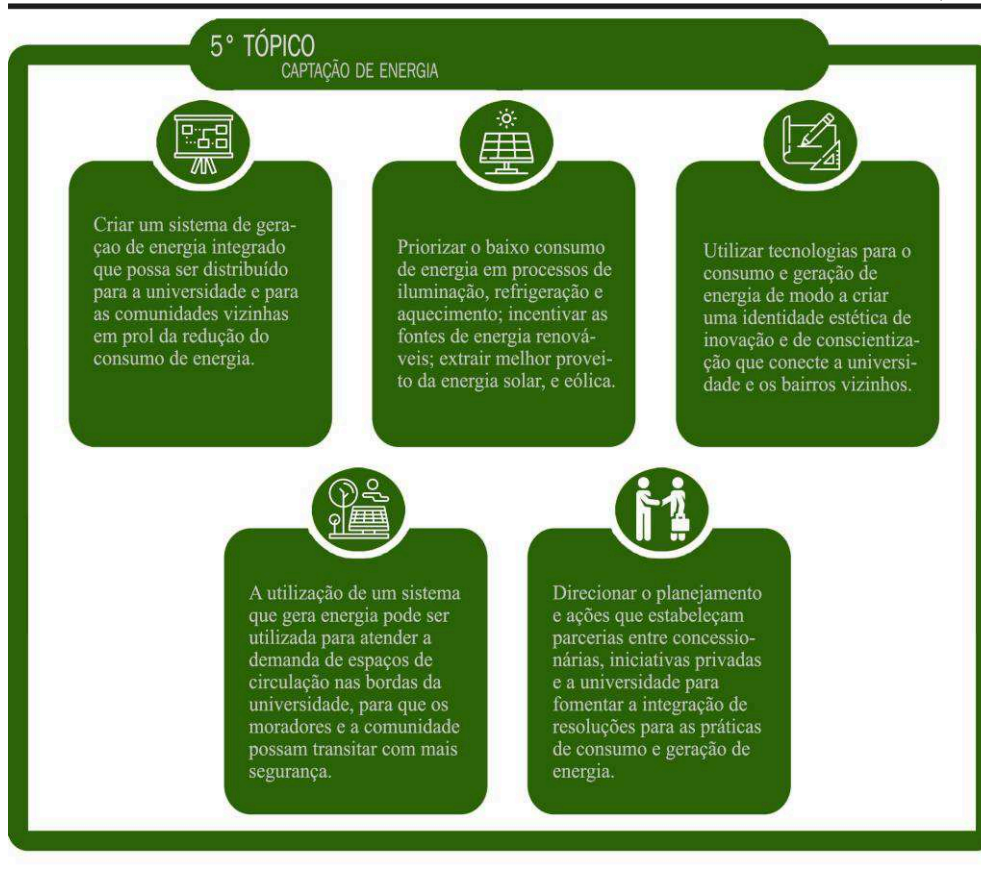 5° TÓPICO
CAPTAÇÃO DE ENERGIA
Criar um sistema de gera-
çao de energia integrado
que possa ser distribuído
para a universidade e para
as comunidades vizinhas
em prol da redução do
consumo de energia.
Priorizar o baixo consumo
de energia em processos de
iluminação, refrigeração e
aquecimento; incentivar as
fontes de energia renová-
veis; extrair melhor provei-
to da energia solar, e eólica.
Utilizar tecnologias para o
consumo e geração de
energia de modo a criar
uma identidade estética de
inovação e de conscientiza-
ção que conecte a universi-
dade e os bairros vizinhos.
A utilização de um sistema
que gera energia pode ser
utilizada para atender a
demanda de espaços de
circulação nas bordas da
universidade, para que os
moradores e a comunidade
possam transitar com mais
segurança.
Direcionar o planejamento
e ações que estabeleçam
parcerias entre concessio-
nárias, iniciativas privadas
e a universidade para
fomentar a integração de
resoluções para as práticas
de consumo e geração de
energia.